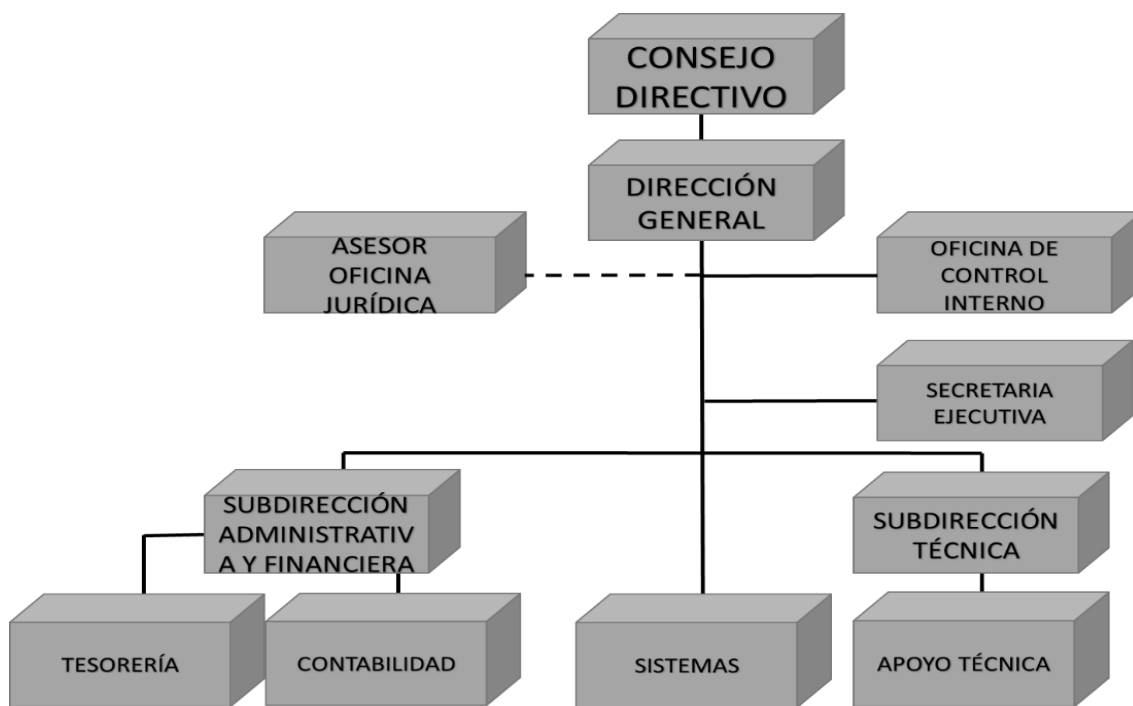 CONSEJO
DIRECTIVO
DIRECCIÓN
GENERAL
ASESOR
OFICINA
JURÍDICA
OFICINA DE
CONTROL
INTERNO
SECRETARIA
EJECUTIVA
SUBDIRECCIÓN
ADMINISTRATIV
A Y FINANCIERA
SUBDIRECCIÓN
TÉCNICA
TESORERÍA
CONTABILIDAD
SISTEMAS
APOYO TÉCNICA